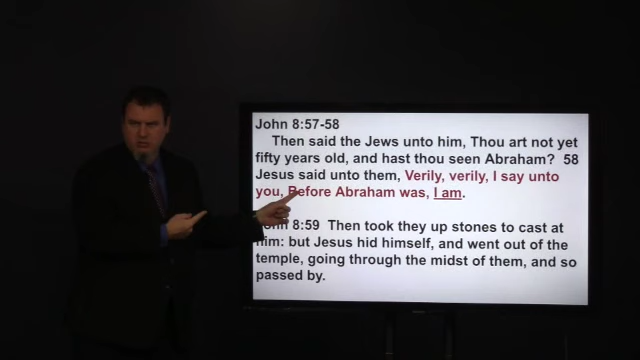 John 8:57-58
Then said the Jews unto him, Thou art not yet
fifty years old, and hast thou seen Abraham? 58
Jesus said unto them, Verily, verily, I say unto
you, Before Abraham was, I am.
John 8:59 Then took they up stones to cast at
him: but Jesus hid himself, and went out of the
temple, going through the midst of them, and so
passed by.